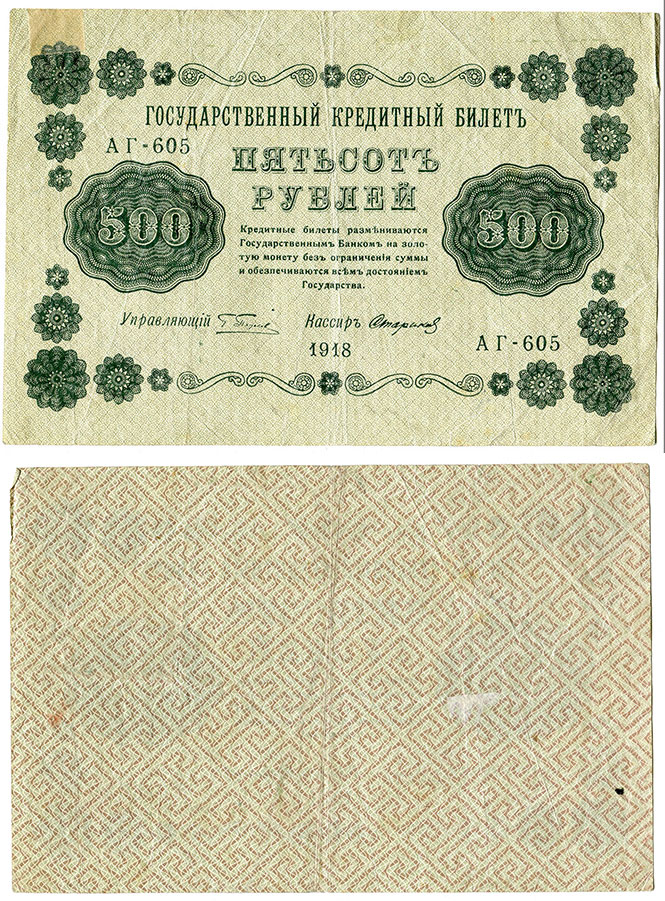 ГОСУДАРСТВЕННЫЙ КРЕДИТНЫЙ БИЛЕТЪ
АГ-605
ПЯТЬСОТЪ
РУБЛЕЙ
500
500
Кредитные билеты размѣниваются
Государственнымъ Банкомъ на золо-
тую монету безъ ограниченія суммы
и обезпечиваются всѣмъ достояніемъ
Государства.
Управляющій
Кассиръ Стариков
1918
АГ-605